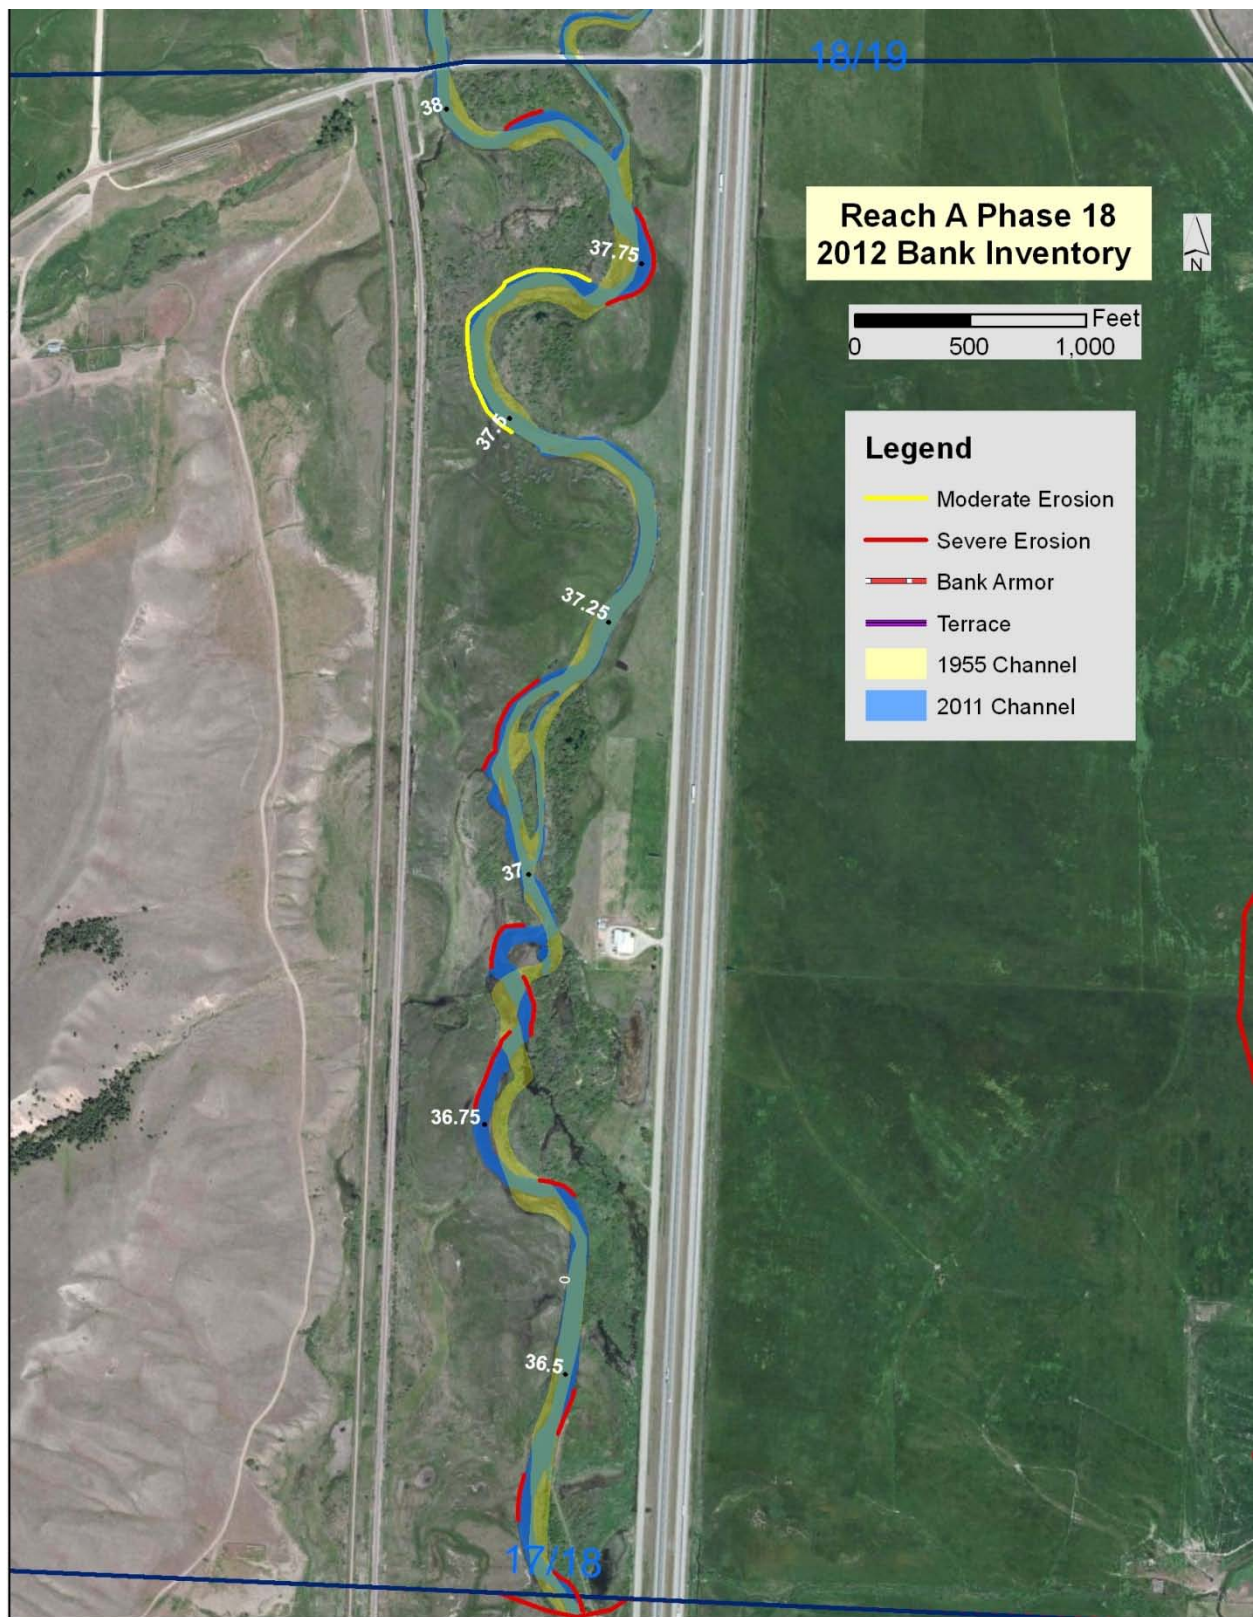 18/19
38
Reach A Phase 18
2012 Bank Inventory
N
37.75
Feet
0 500 1,000
37.5
Legend
Moderate Erosion
Severe Erosion
Bank Armor
Terrace
1955 Channel
2011 Channel
37.25
37
36.75
0
36.5
17/18